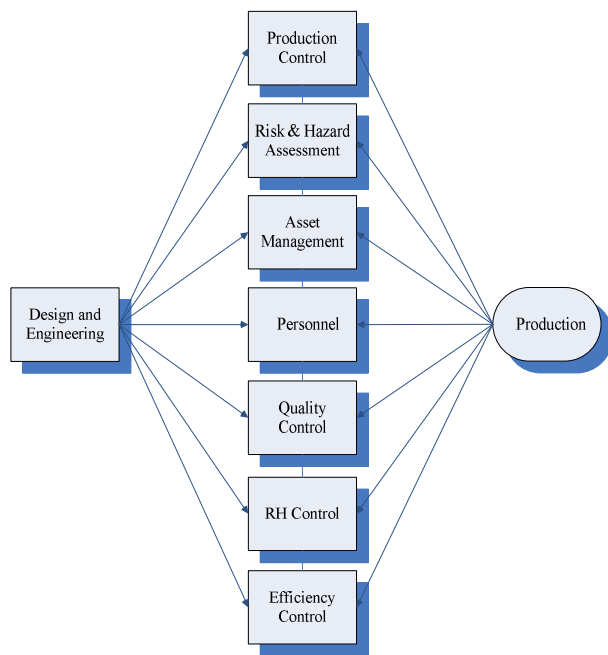 Production
Control
Risk & Hazard
Assessment
Asset
Management
Design and
Engineering
Personnel
Production
Quality
Control
RH Control
Efficiency
Control